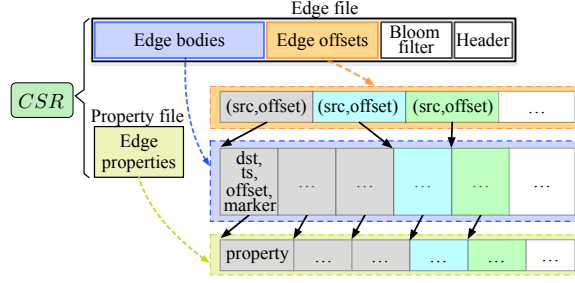 Edge file
Edge bodies
Edge offsets
Bloom
filter
Header
CSR
Property file
Edge
properties
(src,offset) (src,offset) (src,offset) ...
dst,
ts,
offset,
marker
... ... ... ... ...
property ... ... ... ... ...